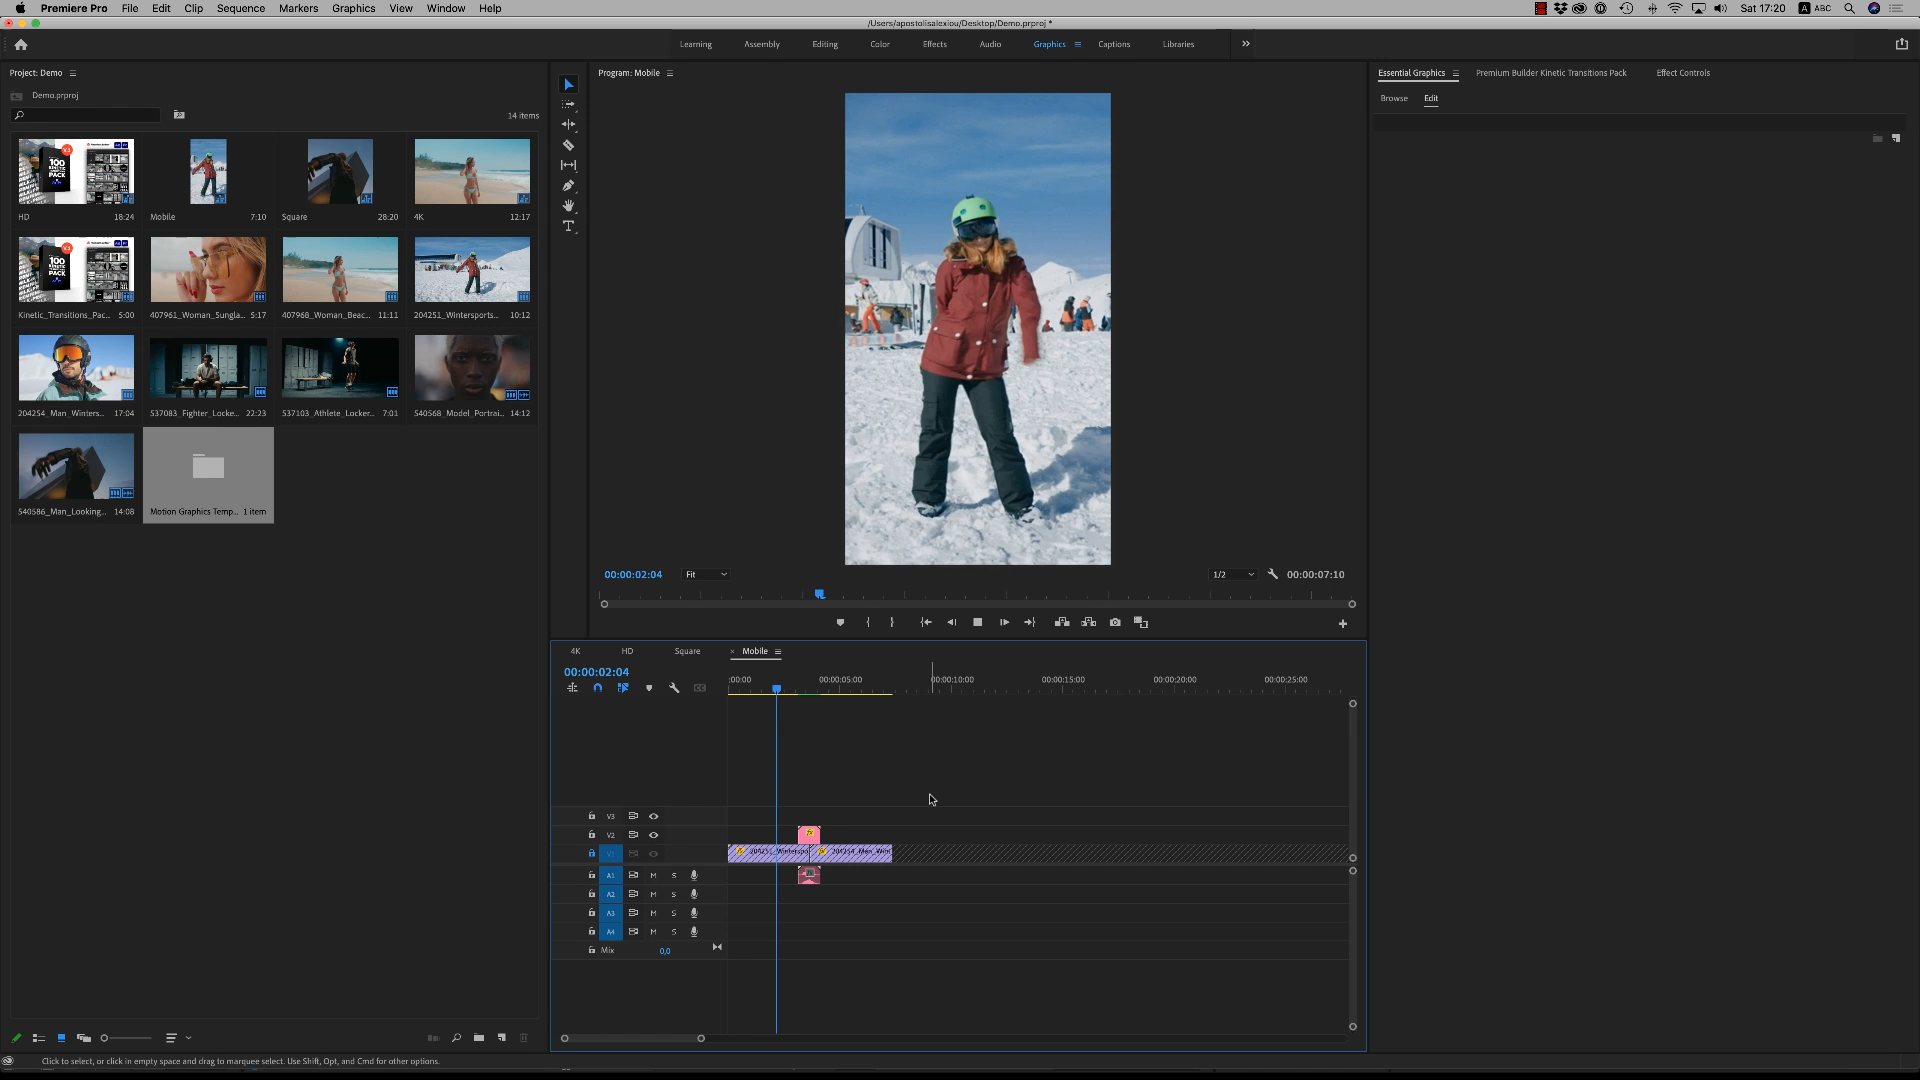 Premiere Pro File Edit Clip Sequence Markers Graphics View Window Help
Sat 17:20 A ABC
/Users/apostolisalexiou/Desktop/Demo.prproj *
Learning Assembly Editing Color Effects Audio Graphics Captions Libraries
Project: Demo
Demo.prproj
14 items
HD 18:24
Mobile 7:10
Square 28:20
4K 12:17
Kinetic_Transitions_Pac... 5:00
407961_Woman_Sungla... 5:17
407968_Woman_Beac... 11:11
204251_Wintersports... 10:12
204254_Man_Winters... 17:04
537083_Fighter_Locke... 22:23
537103_Athlete_Locker... 7:01
540568_Model_Portrai... 14:12
540586_Man_Looking... 14:08
Motion Graphics Temp... 1 item
Program: Mobile
00:00:02:04 Fit 1/2 00:00:07:10
Essential Graphics Premium Builder Kinetic Transitions Pack Effect Controls
Browse Edit
4K HD Square × Mobile
00:00:02:04
:00:00 00:00:05:00 00:00:10:00 00:00:15:00 00:00:20:00 00:00:25:00
V3
V2
V1
204251_Winterspo
204254_Man_Wint
A1 M S
A2 M S
A3 M S
A4 M S
Mix 0,0
Click to select, or click in empty space and drag to marquee select. Use Shift, Opt, and Cmd for other options.